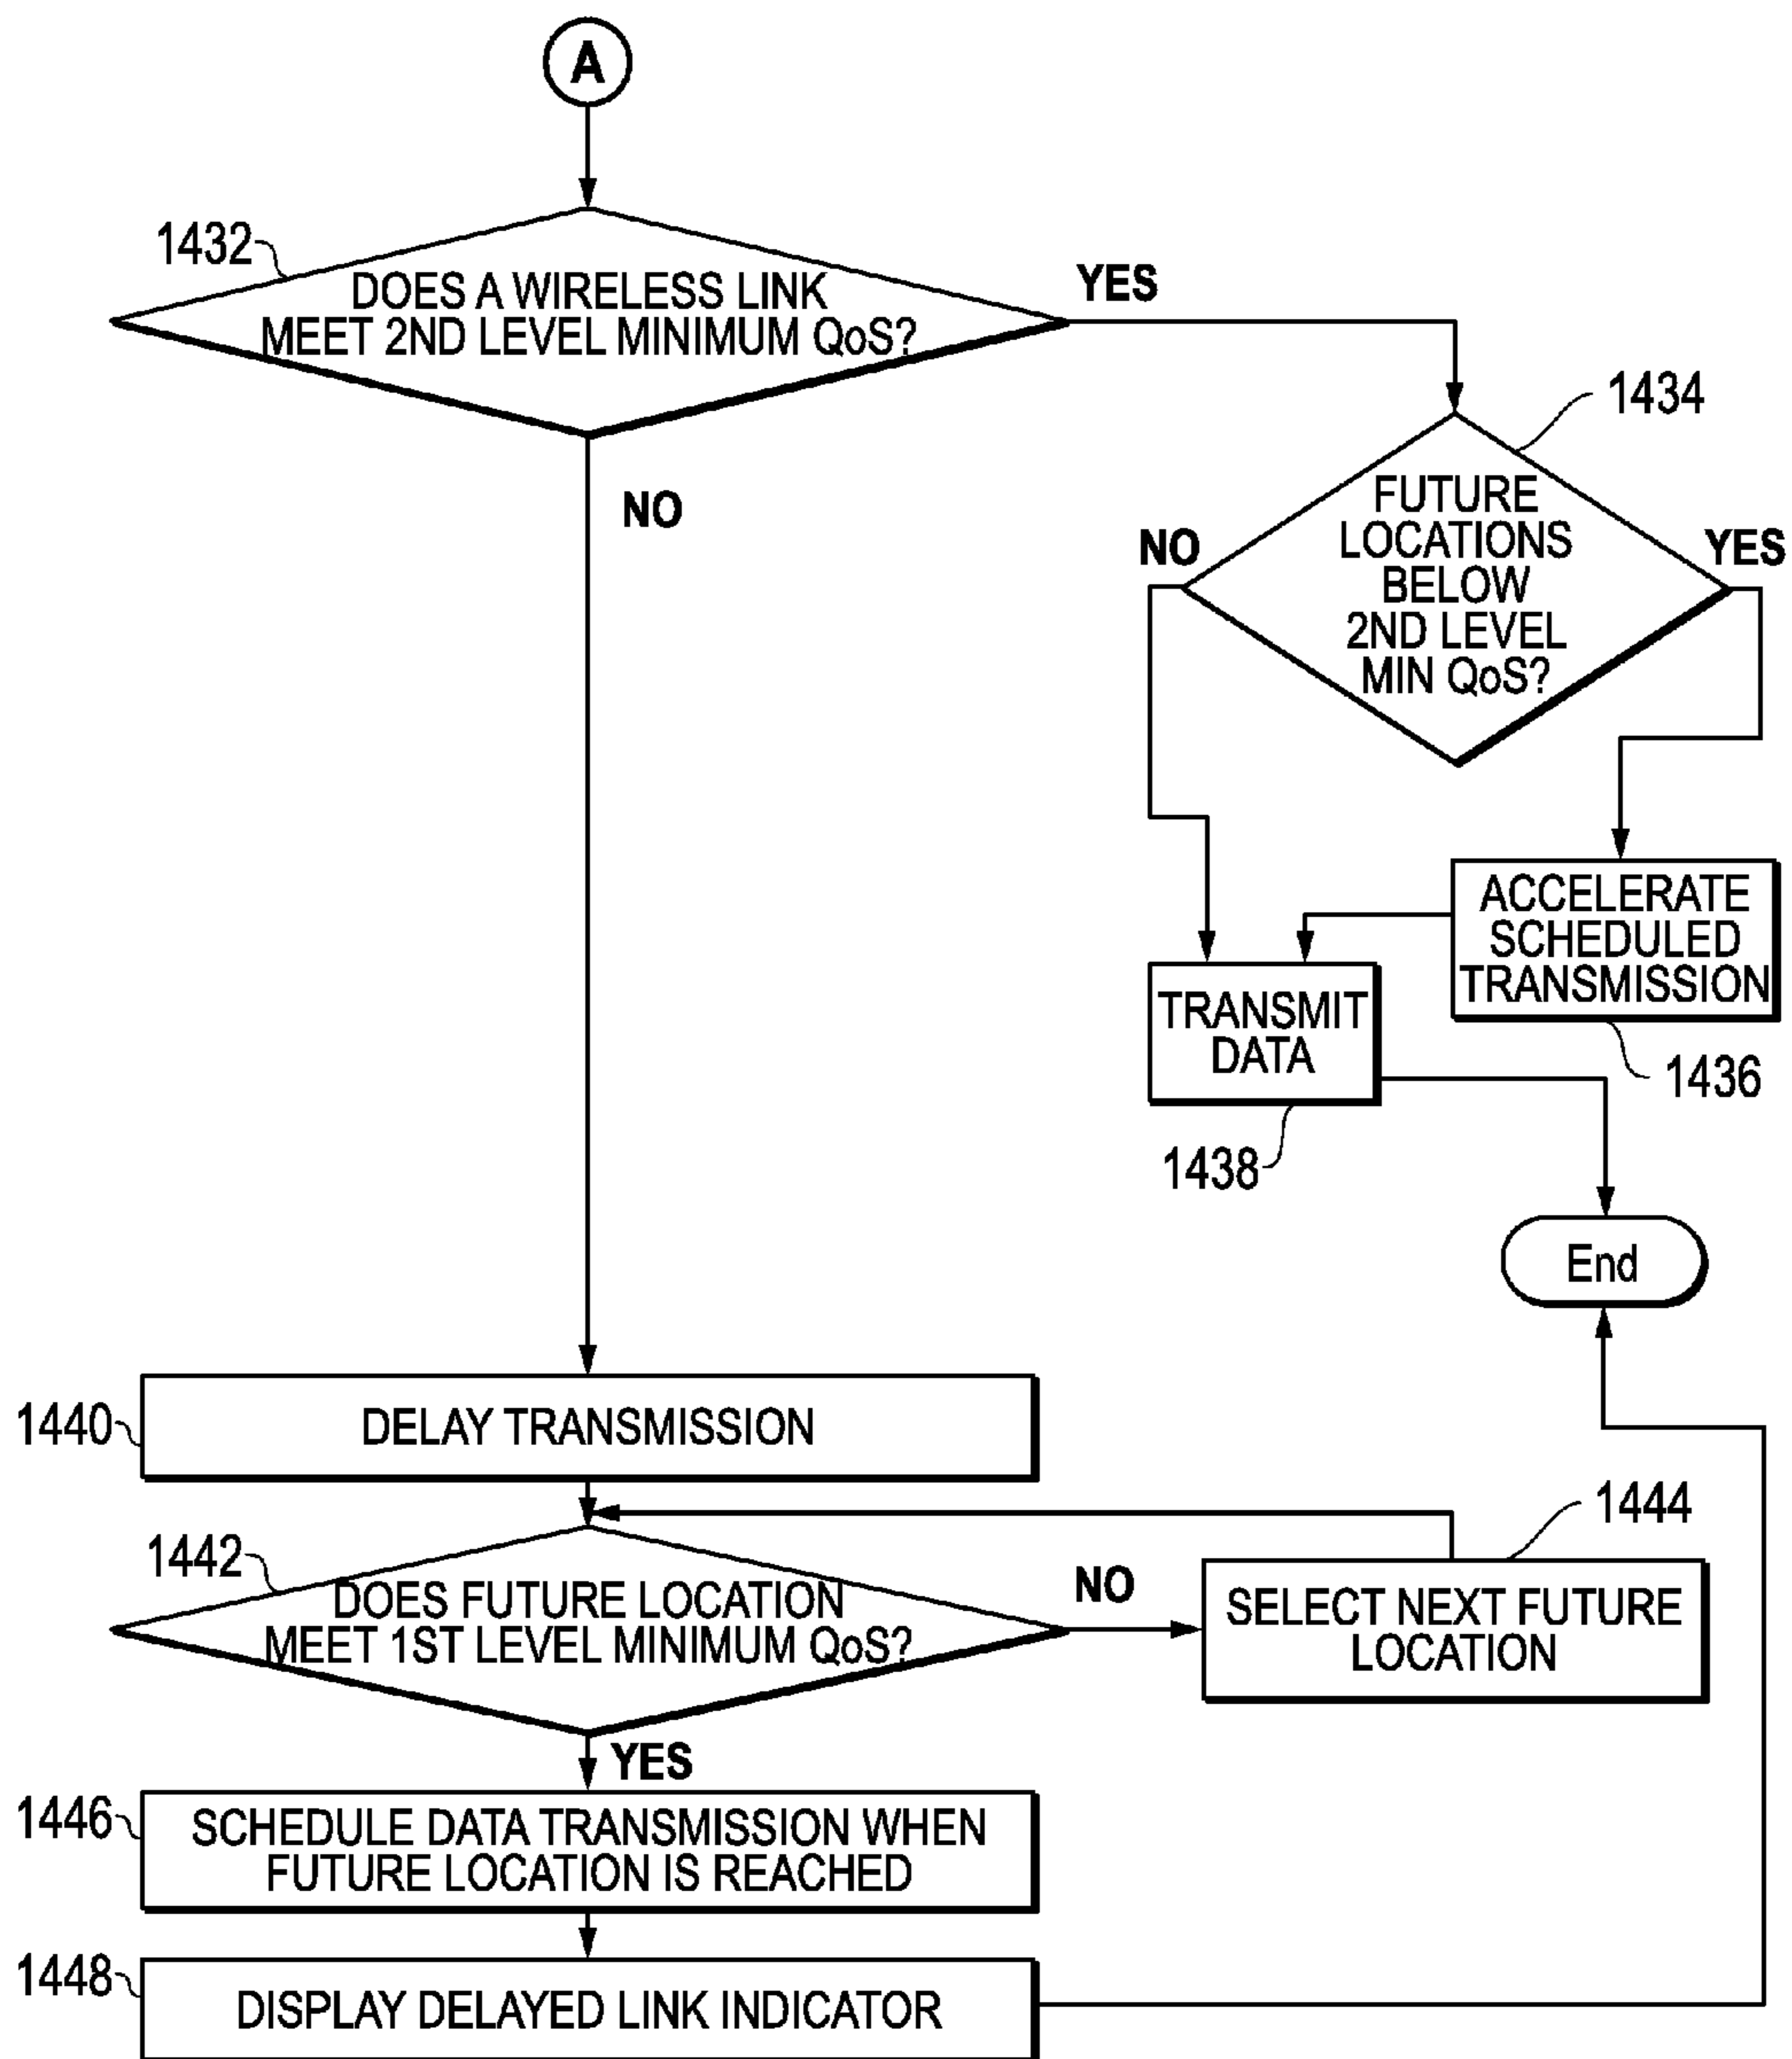 A
1432
DOES A WIRELESS LINK
MEET 2ND LEVEL MINIMUM QoS?
YES
NO
1434
FUTURE
LOCATIONS
BELOW
2ND LEVEL
MIN QoS?
NO
YES
ACCELERATE
SCHEDULED
TRANSMISSION
1436
TRANSMIT
DATA
1438
End
1440
DELAY TRANSMISSION
1442
DOES FUTURE LOCATION
MEET 1ST LEVEL MINIMUM QoS?
NO
1444
SELECT NEXT FUTURE
LOCATION
YES
1446
SCHEDULE DATA TRANSMISSION WHEN
FUTURE LOCATION IS REACHED
1448
DISPLAY DELAYED LINK INDICATOR